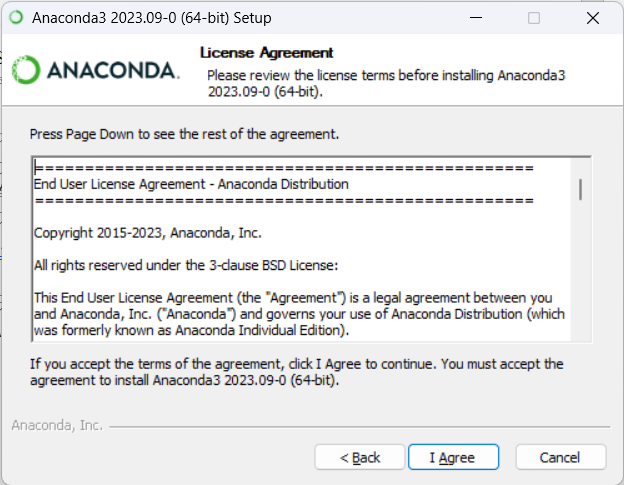 Anaconda3 2023.09-0 (64-bit) Setup
ANACONDA.
License Agreement
Please review the license terms before installing Anaconda3
2023.09-0 (64-bit).
Press Page Down to see the rest of the agreement.
==================================================
End User License Agreement - Anaconda Distribution
==================================================
Copyright 2015-2023, Anaconda, Inc.
All rights reserved under the 3-clause BSD License:
This End User License Agreement (the "Agreement") is a legal agreement between you
and Anaconda, Inc. ("Anaconda") and governs your use of Anaconda Distribution (which
was formerly known as Anaconda Individual Edition).
If you accept the terms of the agreement, click I Agree to continue. You must accept the
agreement to install Anaconda3 2023.09-0 (64-bit).
Anaconda, Inc.
< Back
I Agree
Cancel